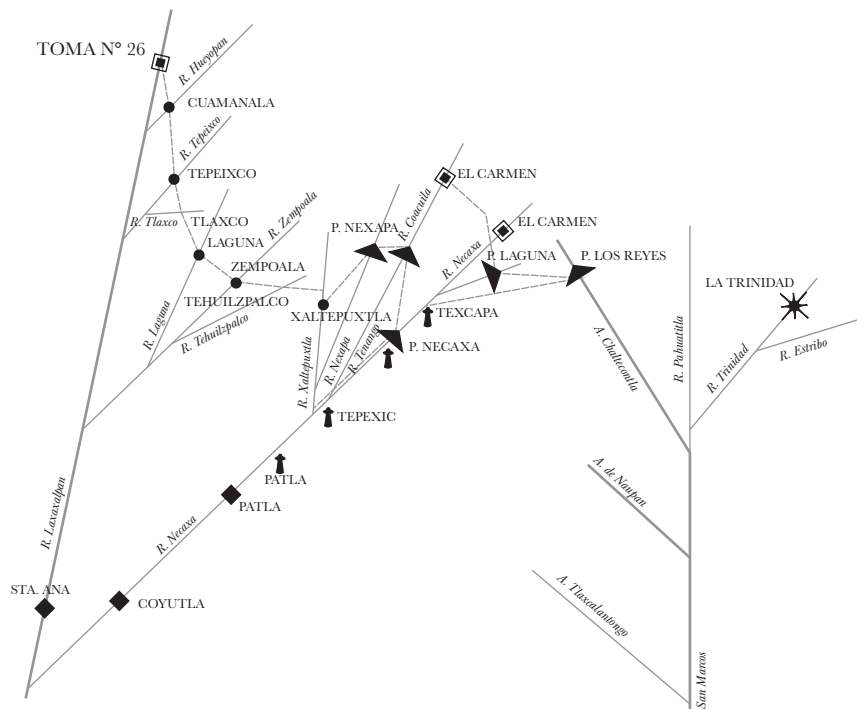 TOMA N° 26
R. Hueyopan
CUAMANALA
R. Tepeixco
TEPEIXCO
R. Tlaxco
TLAXCO
LAGUNA
R. Zempoala
ZEMPOALA
TEHUILZPALCO
R. Laguna
R. Tehuilzpalco
P. NEXAPA
R. Coacuila
EL CARMEN
EL CARMEN
R. Necaxa
P. LAGUNA
P. LOS REYES
XALTEPUXTLA
TEXCAPA
P. NECAXA
R. Xaltepuxtla
R. Nexapa
R. Tenango
TEPEXIC
PATLA
PATLA
R. Necaxa
R. Laxaxalpan
STA. ANA
COYUTLA
A. Chaltecontla
R. Pahuatitla
LA TRINIDAD
R. Trinidad
R. Estribo
A. de Naupan
A. Tlaxcalantongo
San Marcos